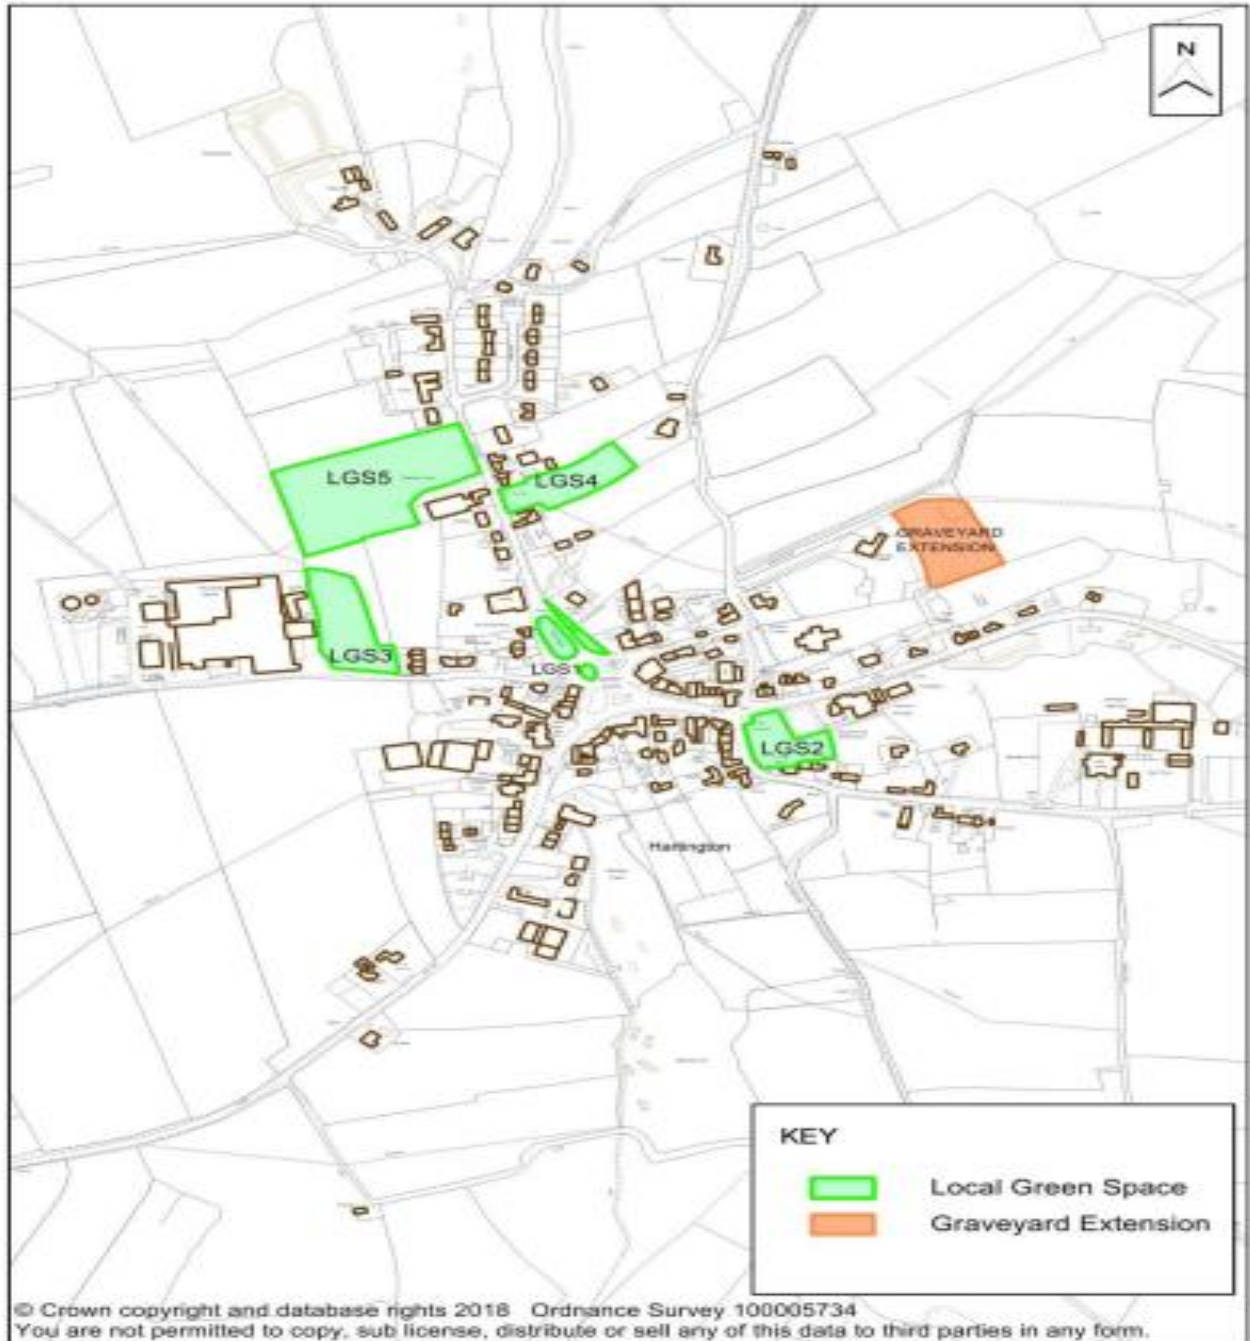 N
LGS5
LGS4
GRAVEYARD
EXTENSION
LGS3
LGS1
LGS2
Hartington
KEY
Local Green Space
Graveyard Extension
© Crown copyright and database rights 2018 Ordnance Survey 100005734
You are not permitted to copy, sub license, distribute or sell any of this data to third parties in any form.